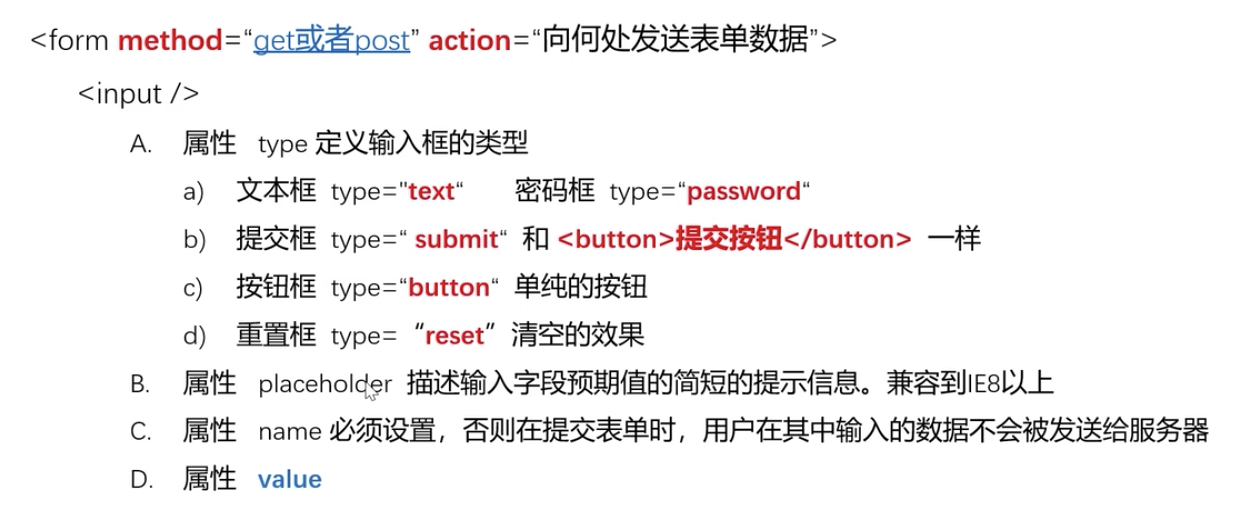 <form method=“get或者post” action=“向何处发送表单数据”>
<input />
A. 属性 type 定义输入框的类型
a) 文本框 type="text“ 密码框 type=“password“
b) 提交框 type=“ submit“ 和 <button>提交按钮</button> 一样
c) 按钮框 type=“button“ 单纯的按钮
d) 重置框 type=“reset”清空的效果
B. 属性 placeholder 描述输入字段预期值的简短的提示信息。兼容到IE8以上
C. 属性 name 必须设置，否则在提交表单时，用户在其中输入的数据不会被发送给服务器
D. 属性 value